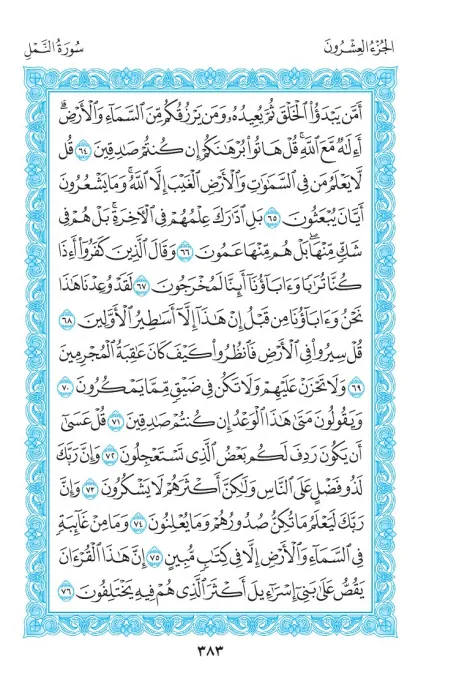 الجُزْءُ العِشْرُونَ
سُورَةُ النَّمْلِ
أَمَّن يَبْدَؤُاْ ٱلْخَلْقَ ثُمَّ يُعِيدُهُۥ وَمَن يَرْزُقُكُم مِّنَ ٱلسَّمَآءِ وَٱلْأَرْضِۗ
أَءِلَٰهٌ مَّعَ ٱللَّهِۚ قُلْ هَاتُواْ بُرْهَٰنَكُمْ إِن كُنتُمْ صَٰدِقِينَ ٦٤ قُل
لَّا يَعْلَمُ مَن فِى ٱلسَّمَٰوَٰتِ وَٱلْأَرْضِ ٱلْغَيْبَ إِلَّا ٱللَّهُۚ وَمَا يَشْعُرُونَ
أَيَّانَ يُبْعَثُونَ ٦٥ بَلِ ٱدَّٰرَكَ عِلْمُهُمْ فِى ٱلْءَاخِرَةِۚ بَلْ هُمْ فِى
شَكٍّ مِّنْهَاۖ بَلْ هُم مِّنْهَا عَمُونَ ٦٦ وَقَالَ ٱلَّذِينَ كَفَرُوٓاْ أَءِذَا
كُنَّا تُرَٰبًا وَءَابَآؤُنَآ أَئِنَّا لَمُخْرَجُونَ ٦٧ لَقَدْ وُعِدْنَا هَٰذَا
نَحْنُ وَءَابَآؤُنَا مِن قَبْلُ إِنْ هَٰذَآ إِلَّآ أَسَٰطِيرُ ٱلْأَوَّلِينَ ٦٨
قُلْ سِيرُواْ فِى ٱلْأَرْضِ فَٱنظُرُواْ كَيْفَ كَانَ عَٰقِبَةُ ٱلْمُجْرِمِينَ
٦٩ وَلَا تَحْزَنْ عَلَيْهِمْ وَلَا تَكُن فِى ضَيْقٍ مِّمَّا يَمْكُرُونَ ٧٠
وَيَقُولُونَ مَتَىٰ هَٰذَا ٱلْوَعْدُ إِن كُنتُمْ صَٰدِقِينَ ٧١ قُلْ عَسَىٰٓ
أَن يَكُونَ رَدِفَ لَكُم بَعْضُ ٱلَّذِى تَسْتَعْجِلُونَ ٧٢ وَإِنَّ رَبَّكَ
لَذُو فَضْلٍ عَلَى ٱلنَّاسِ وَلَٰكِنَّ أَكْثَرَهُمْ لَا يَشْكُرُونَ ٧٣ وَإِنَّ
رَبَّكَ لَيَعْلَمُ مَا تُكِنُّ صُدُورُهُمْ وَمَا يُعْلِنُونَ ٧٤ وَمَا مِنْ غَآئِبَةٍ
فِى ٱلسَّمَآءِ وَٱلْأَرْضِ إِلَّا فِى كِتَٰبٍ مُّبِينٍ ٧٥ إِنَّ هَٰذَا ٱلْقُرْءَانَ
يَقُصُّ عَلَىٰ بَنِىٓ إِسْرَٰٓءِيلَ أَكْثَرَ ٱلَّذِى هُمْ فِيهِ يَخْتَلِفُونَ ٧٦
٣٨٣